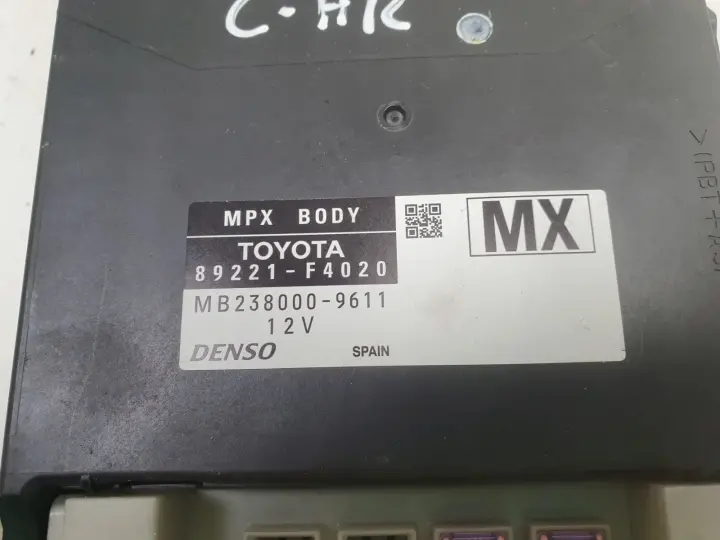 C-HR
MPX BODY
TOYOTA
89221-F4020
MX
MB238000-9611
12V
DENSO SPAIN